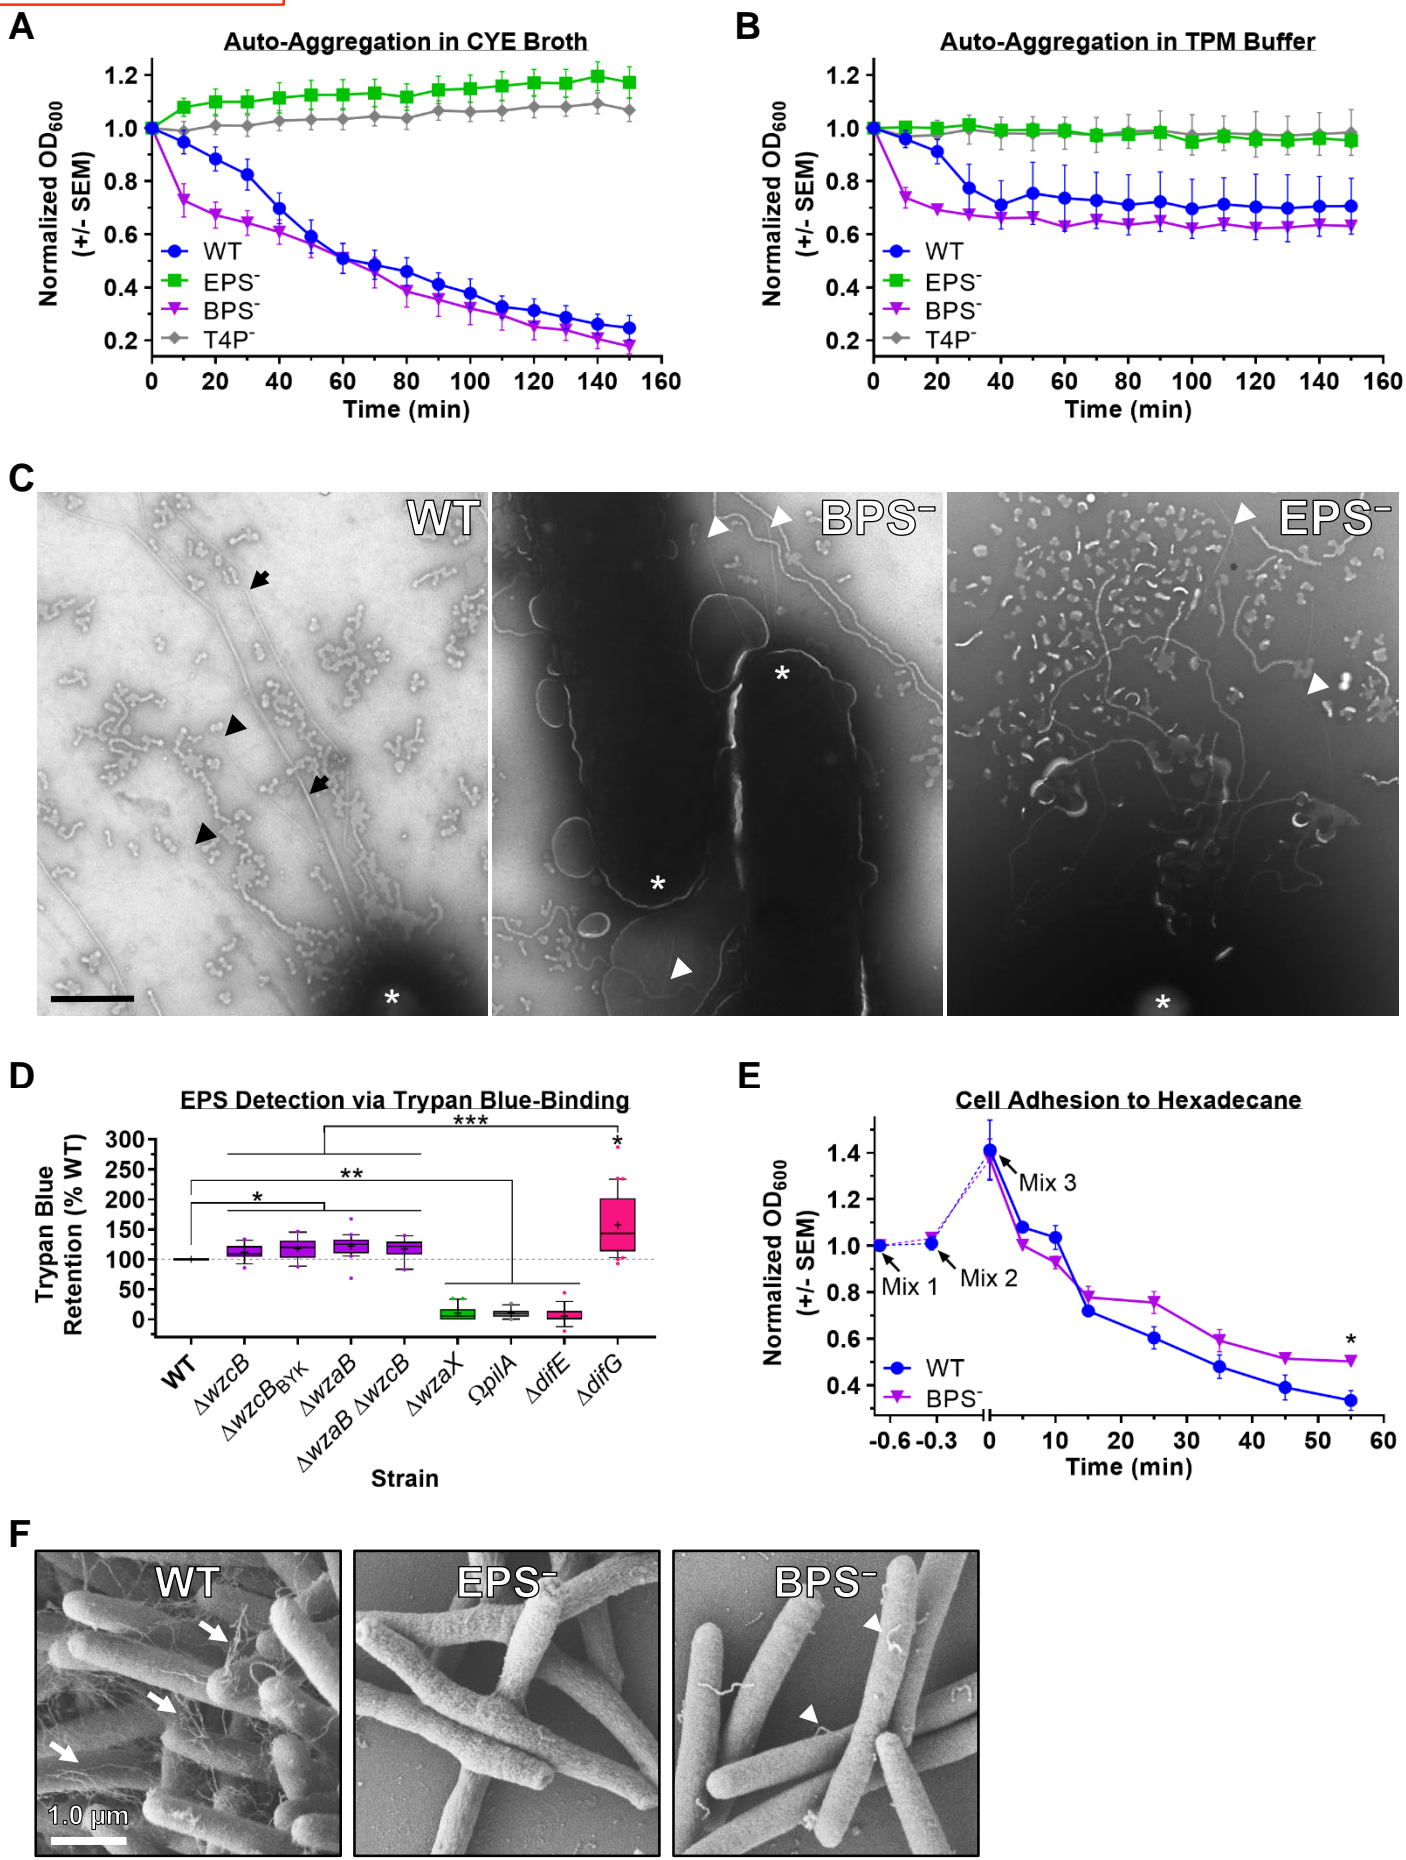 A
Auto-Aggregation in CYE Broth
Normalized OD600
(+/- SEM)
1.2
1.0
0.8
0.6
0.4
0.2
WT
EPS-
BPS-
T4P-
0 20 40 60 80 100 120 140 160
Time (min)
B
Auto-Aggregation in TPM Buffer
Normalized OD600
(+/- SEM)
1.2
1.0
0.8
0.6
0.4
0.2
WT
EPS-
BPS-
T4P-
0 20 40 60 80 100 120 140 160
Time (min)
C
WT
BPS−
EPS−
*
*
*
*
D
EPS Detection via Trypan Blue-Binding
Trypan Blue
Retention (% WT)
300
250
200
150
100
50
0
***
*
**
*
WT
ΔwzcB
ΔwzcBBYK
ΔwzaB
ΔwzaB ΔwzcB
ΔwzaX
ΩpilA
ΔdifE
ΔdifG
Strain
E
Cell Adhesion to Hexadecane
Normalized OD600
(+/- SEM)
1.4
1.2
1.0
0.8
0.6
0.4
Mix 3
Mix 1
Mix 2
*
WT
BPS-
-0.6 -0.3 0 10 20 30 40 50 60
Time (min)
F
WT
EPS−
BPS−
1.0 µm